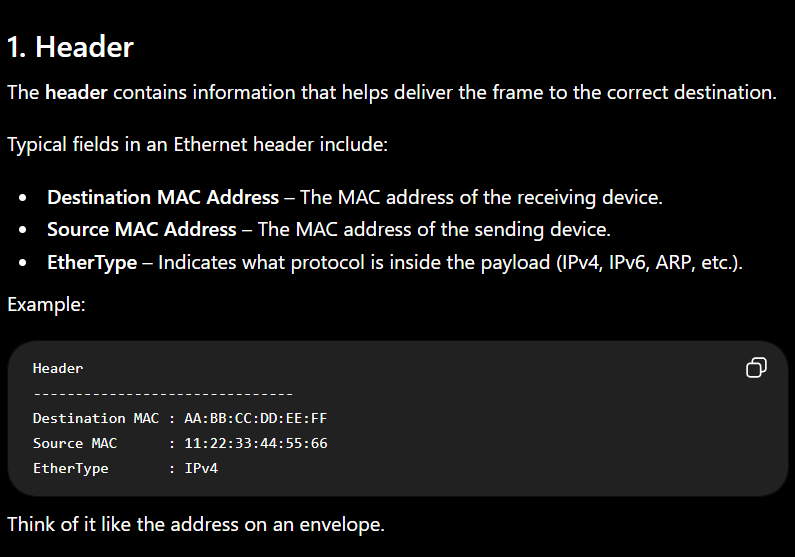 1. Header
The header contains information that helps deliver the frame to the correct destination.
Typical fields in an Ethernet header include:
• Destination MAC Address – The MAC address of the receiving device.
• Source MAC Address – The MAC address of the sending device.
• EtherType – Indicates what protocol is inside the payload (IPv4, IPv6, ARP, etc.).
Example:
Header
-------------------------------
Destination MAC : AA:BB:CC:DD:EE:FF
Source MAC      : 11:22:33:44:55:66
EtherType       : IPv4
Think of it like the address on an envelope.